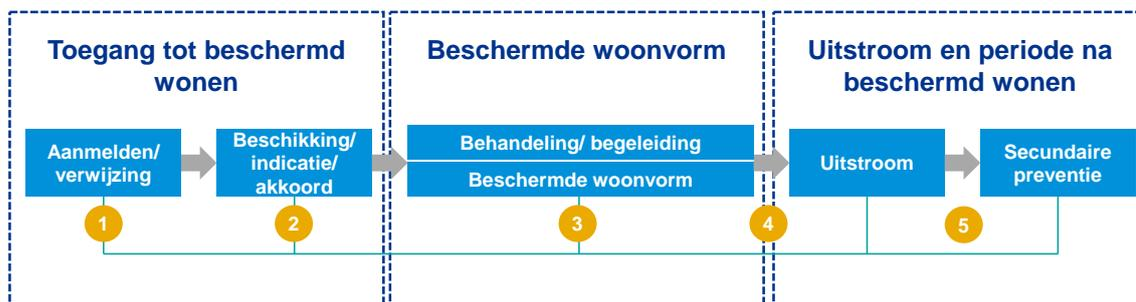 Toegang tot beschermd
wonen
Beschermde woonvorm
Uitstroom en periode na
beschermd wonen
Aanmelden/
verwijzing
Beschikking/
indicatie/
akkoord
Behandeling/ begeleiding
Beschermde woonvorm
Uitstroom
Secundaire
preventie
1
2
3
4
5